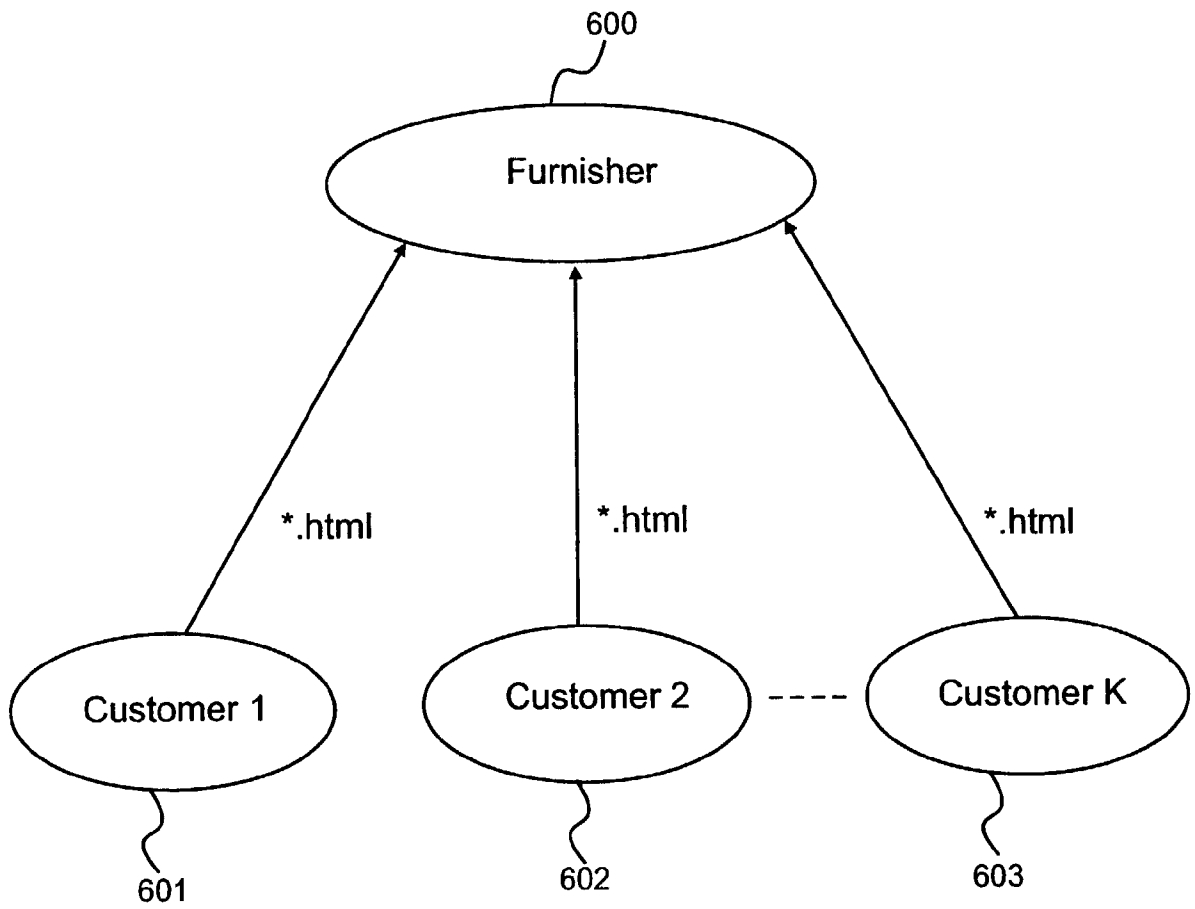 600
Furnisher
*.html
*.html
*.html
Customer 1
Customer 2
Customer K
601
602
603